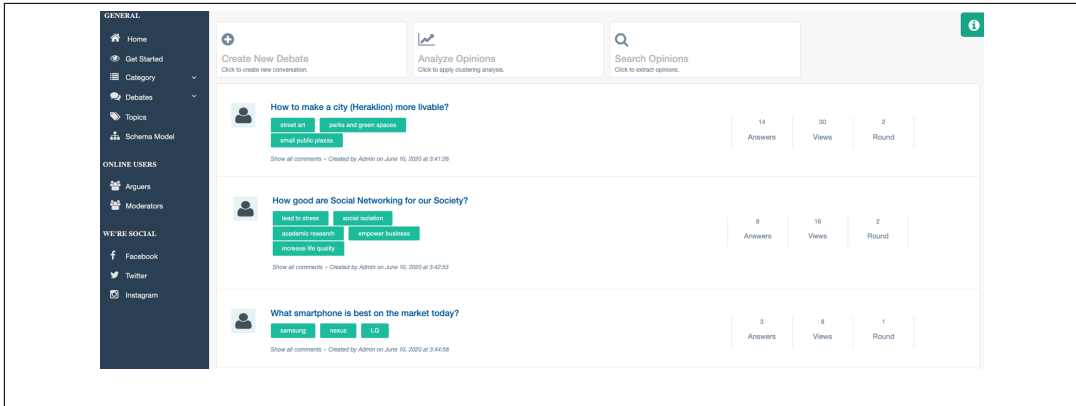 GENERAL
Home
Get Started
Category
Debates
Topics
Schema Model
ONLINE USERS
Arguers
Moderators
WE'RE SOCIAL
Facebook
Twitter
Instagram
Create New Debate
Click to create new conversation.
Analyze Opinions
Click to apply clustering analysis.
Search Opinions
Click to extract opinions.
How to make a city (Heraklion) more livable?
street art parks and green spaces
small public plazas
Show all comments - Created by Admin on June 10, 2020 at 3:41:26
14 30 2
Answers Views Round
How good are Social Networking for our Society?
lead to stress social isolation
academic research empower business
increase life quality
Show all comments - Created by Admin on June 10, 2020 at 3:42:53
8 16 2
Answers Views Round
What smartphone is best on the market today?
samsung nexus LG
Show all comments - Created by Admin on June 10, 2020 at 3:44:58
3 8 1
Answers Views Round